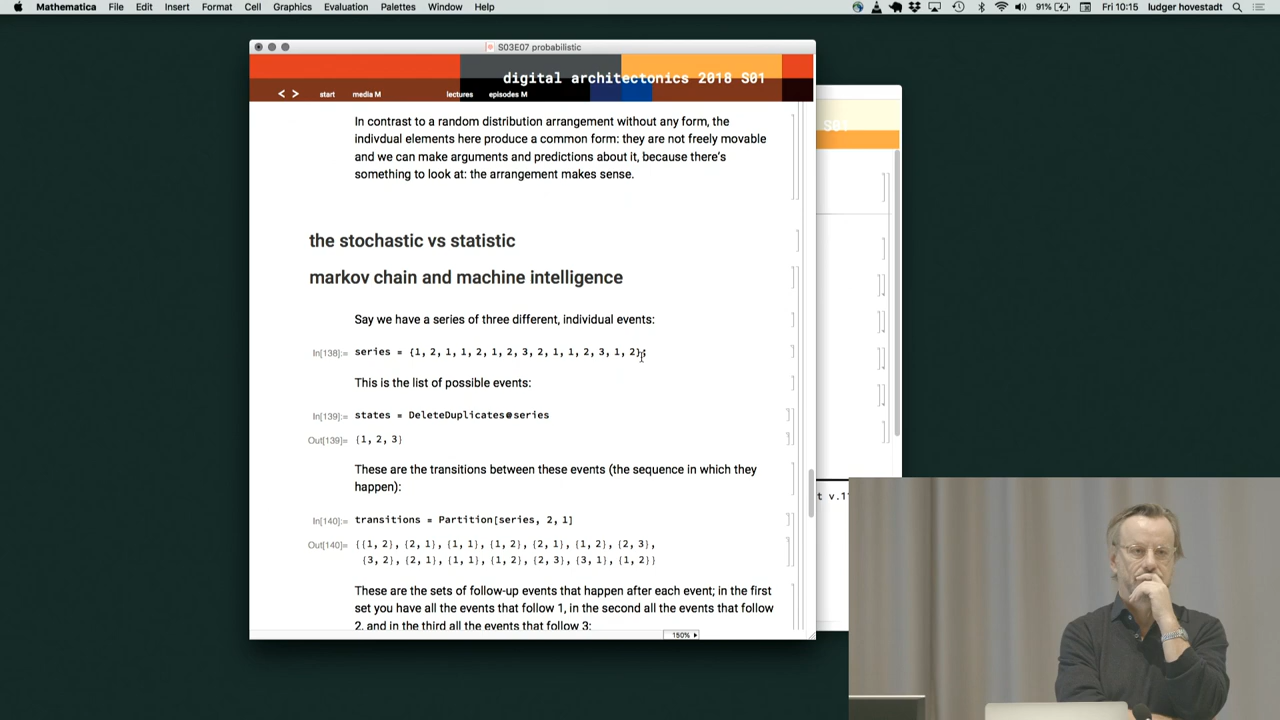 Mathematica File Edit Insert Format Cell Graphics Evaluation Palettes Window Help 91% Fri 10:15 ludger hovestadt
S03E07 probabilistic
digital architectonics 2018 S01
< > start media M lectures episodes M
In contrast to a random distribution arrangement without any form, the
indivdual elements here produce a common form: they are not freely movable
and we can make arguments and predictions about it, because there's
something to look at: the arrangement makes sense.
the stochastic vs statistic
markov chain and machine intelligence
Say we have a series of three different, individual events:
In[138]:= series = {1, 2, 1, 1, 2, 1, 2, 3, 2, 1, 1, 2, 3, 1, 2};
This is the list of possible events:
In[139]:= states = DeleteDuplicates@series
Out[139]= {1, 2, 3}
These are the transitions between these events (the sequence in which they
happen):
In[140]:= transitions = Partition[series, 2, 1]
Out[140]= {{1, 2}, {2, 1}, {1, 1}, {1, 2}, {2, 1}, {1, 2}, {2, 3},
{3, 2}, {2, 1}, {1, 1}, {1, 2}, {2, 3}, {3, 1}, {1, 2}}
These are the sets of follow-up events that happen after each event; in the first
set you have all the events that follow 1, in the second all the events that follow
2, and in the third all the events that follow 3:
150%
S01